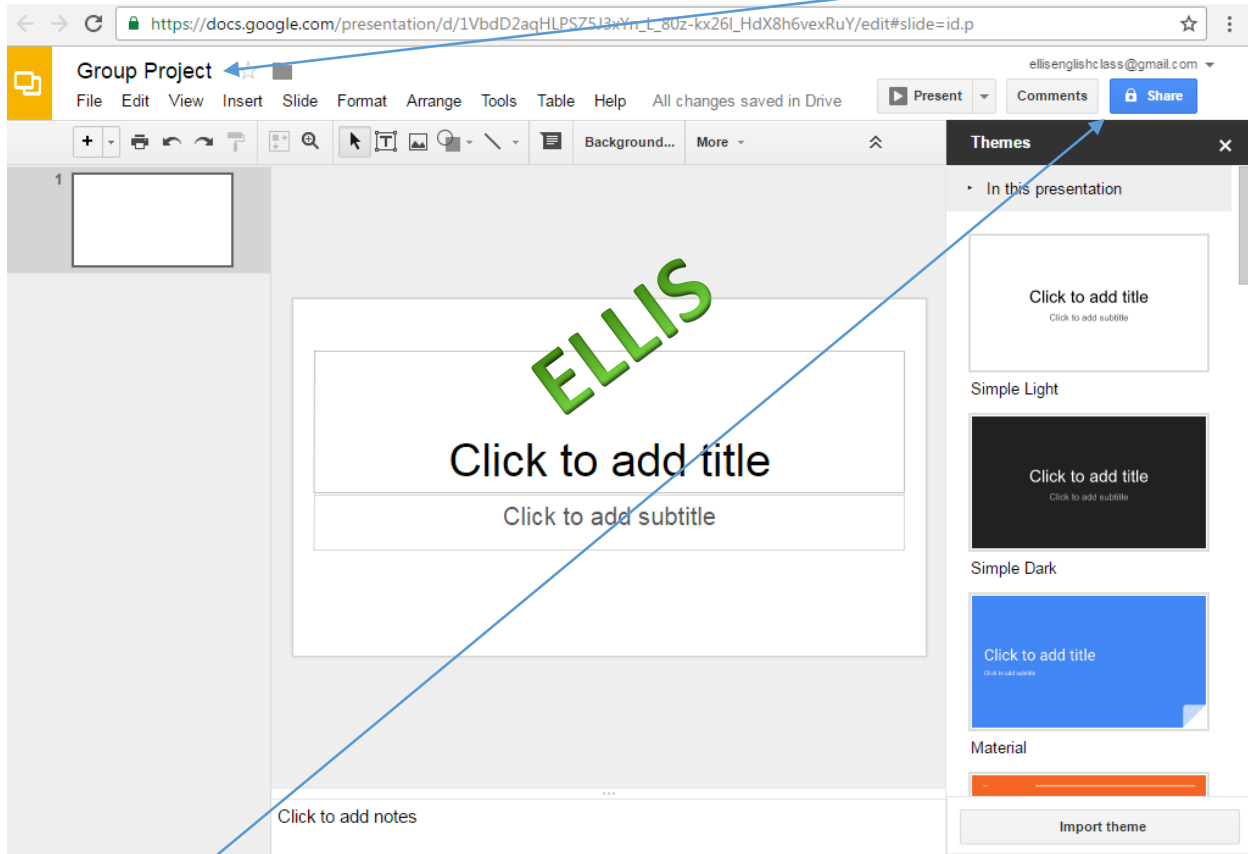 https://docs.google.com/presentation/d/1VbdD2aqHLPSZ5J3xYn_L_80z-kx26I_HdX8h6vexRuY/edit#slide=id.p
Group Project
ellisenglishclass@gmail.com
File Edit View Insert Slide Format Arrange Tools Table Help All changes saved in Drive
Present Comments Share
Background... More
Themes
1
In this presentation
ELLIS
Click to add title
Click to add subtitle
Click to add title
Click to add subtitle
Simple Light
Click to add title
Click to add subtitle
Simple Dark
Click to add title
Click to add subtitle
Material
Click to add notes
Import theme